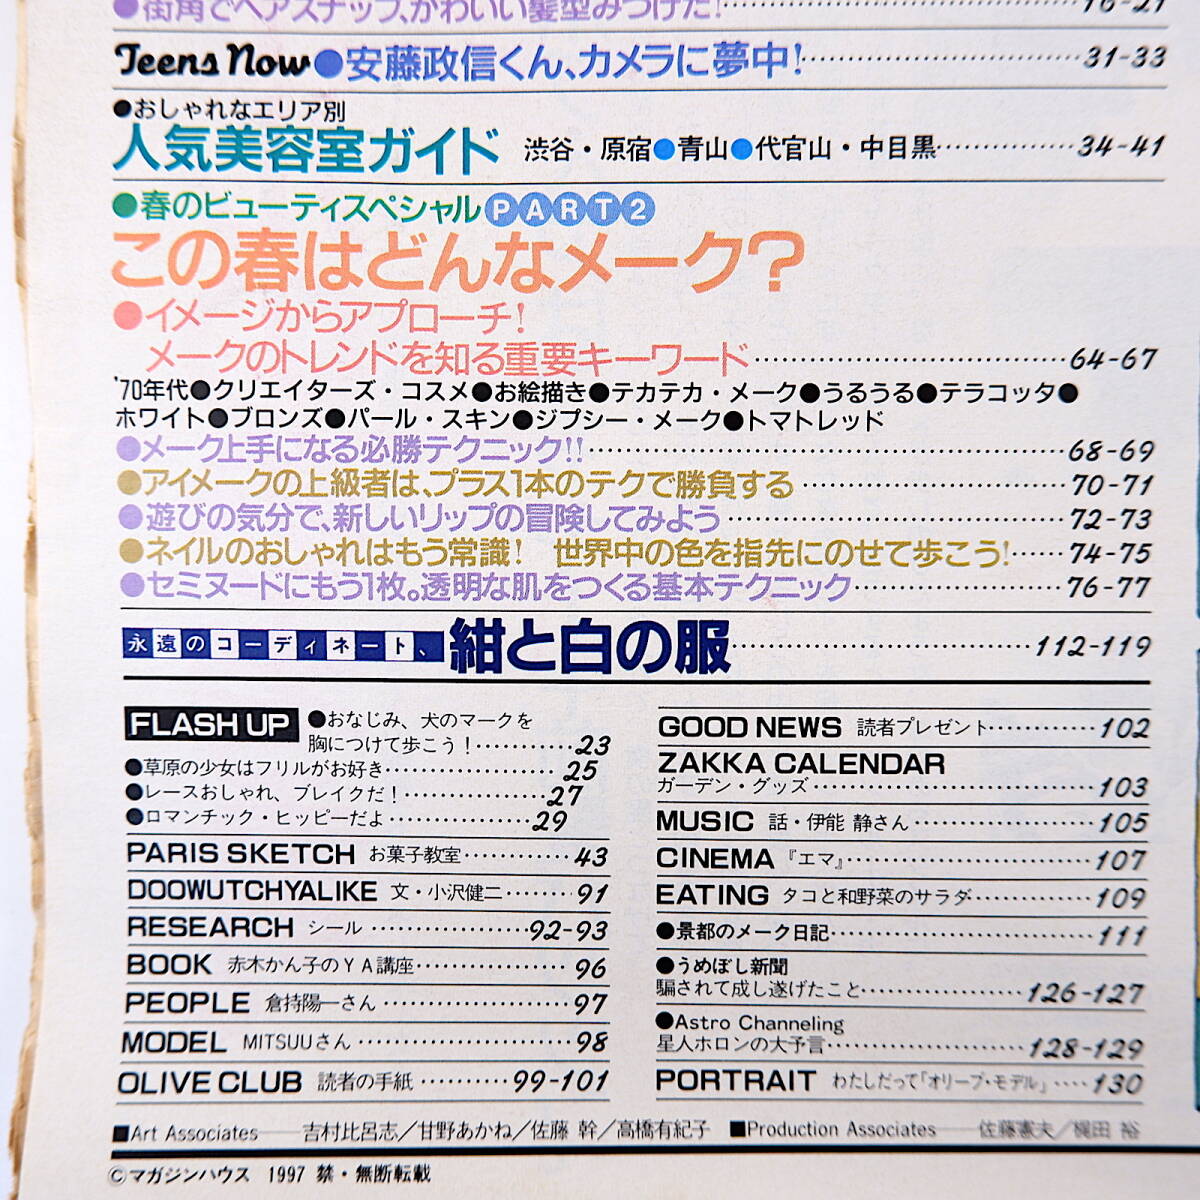 ●街角でヘアスナップ、かわいい髪型みつけた!……16-21
Teens Now●安藤政信くん、カメラに夢中!……31-33
●おしゃれなエリア別
人気美容室ガイド 渋谷・原宿●青山●代官山・中目黒……34-41
●春のビューティスペシャルPART2
この春はどんなメーク?
●イメージからアプローチ!
メークのトレンドを知る重要キーワード……64-67
'70年代●クリエイターズ・コスメ●お絵描き●テカテカ・メーク●うるうる●テラコッタ●
ホワイト●ブロンズ●パール・スキン●ジプシー・メーク●トマトレッド
●メーク上手になる必勝テクニック!!……68-69
●アイメークの上級者は、プラス1本のテクで勝負する……70-71
●遊びの気分で、新しいリップの冒険してみよう……72-73
●ネイルのおしゃれはもう常識! 世界中の色を指先にのせて歩こう!……74-75
●セミヌードにもう1枚。透明な肌をつくる基本テクニック……76-77
永遠のコーディネート、紺と白の服……112-119
FLASH UP ●おなじみ、犬のマークを
胸につけて歩こう!……23
●草原の少女はフリルがお好き……25
●レースおしゃれ、ブレイクだ!……27
●ロマンチック・ヒッピーだよ……29
PARIS SKETCH お菓子教室……43
DOOWUTCHYALIKE 文・小沢健二……91
RESEARCH シール……92-93
BOOK 赤木かん子のYA講座……96
PEOPLE 倉持陽一さん……97
MODEL MITSUUさん……98
OLIVE CLUB 読者の手紙……99-101
GOOD NEWS 読者プレゼント……102
ZAKKA CALENDAR
ガーデン・グッズ……103
MUSIC 話・伊能 静さん……105
CINEMA 『エマ』……107
EATING タコと和野菜のサラダ……109
●景都のメーク日記……111
●うめぼし新聞
騙されて成し遂げたこと……126-127
●Astro Channeling
星人ホロンの大予言……128-129
PORTRAIT わたしだって「オリーブ・モデル」……130
■Art Associates――吉村比呂志／甘野あかね／佐藤 幹／高橋有紀子 ■Production Associates――佐藤憲夫／梶田 裕
©マガジンハウス 1997 禁・無断転載